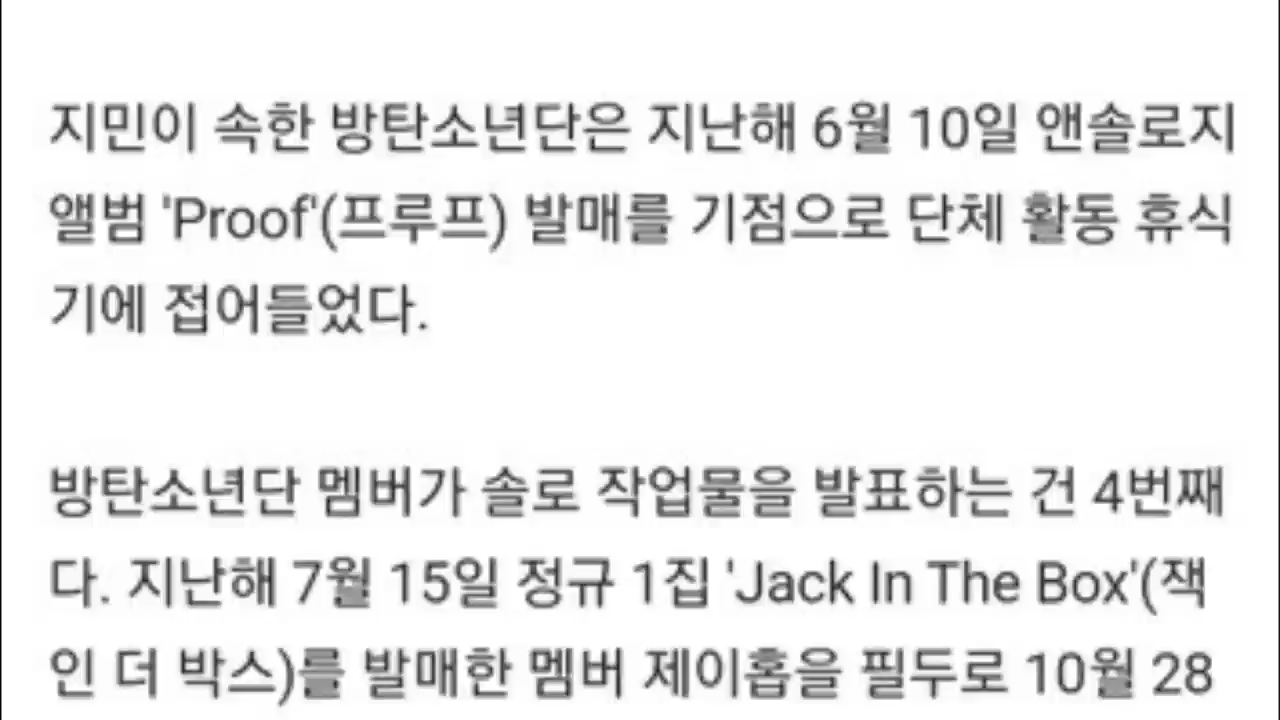 지민이 속한 방탄소년단은 지난해 6월 10일 앤솔로지
앨범 'Proof'(프루프) 발매를 기점으로 단체 활동 휴식
기에 접어들었다.
방탄소년단 멤버가 솔로 작업물을 발표하는 건 4번째
다. 지난해 7월 15일 정규 1집 'Jack In The Box'(잭
인 더 박스)를 발매한 멤버 제이홉을 필두로 10월 28